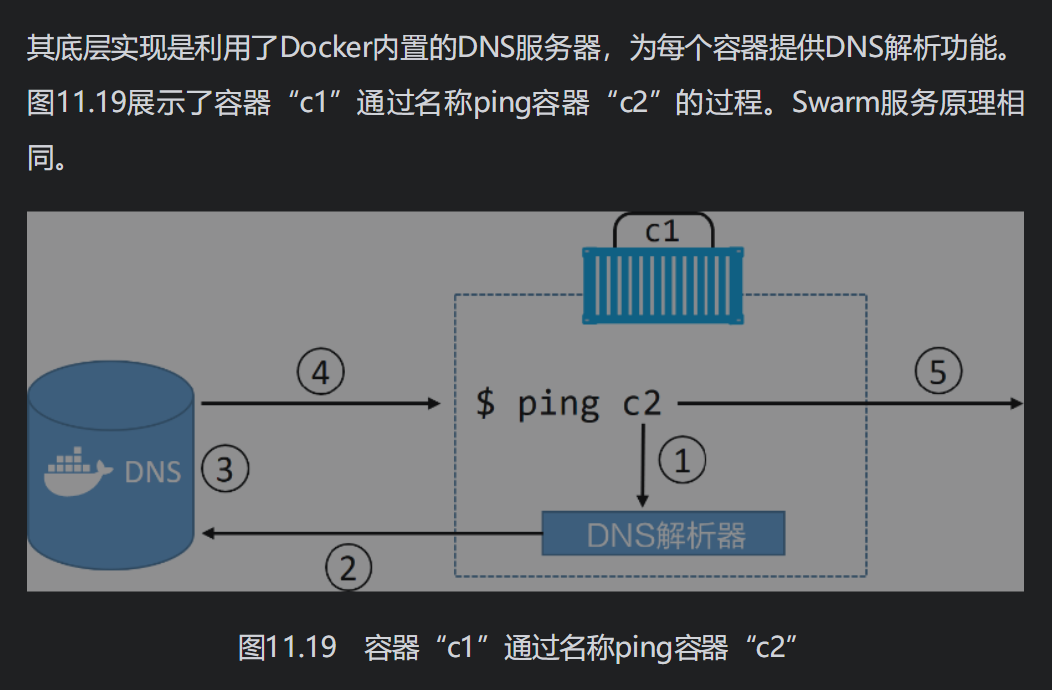 其底层实现是利用了Docker内置的DNS服务器，为每个容器提供DNS解析功能。
图11.19展示了容器“c1”通过名称ping容器“c2”的过程。Swarm服务原理相
同。
c1
④
⑤
$ ping c2
①
③
DNS
DNS解析器
②
图11.19 容器“c1”通过名称ping容器“c2”